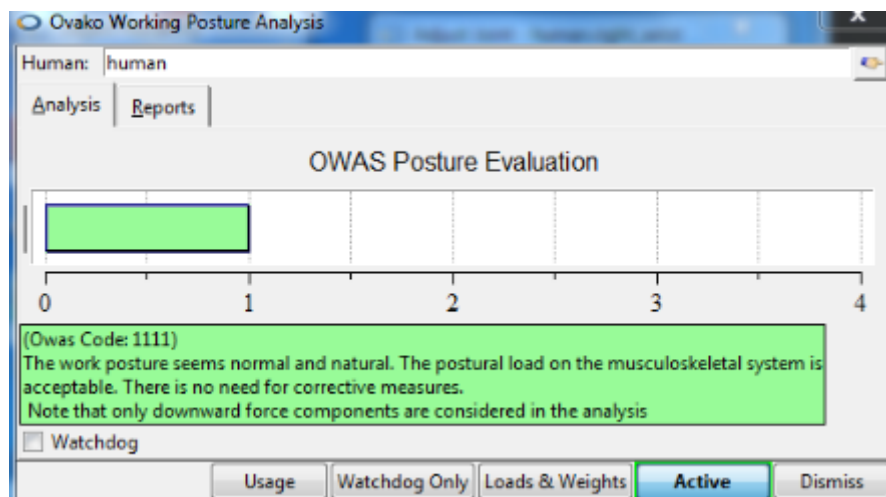 Ovako Working Posture Analysis
X
Human: human
Analysis Reports
OWAS Posture Evaluation
0 1 2 3 4
(Owas Code: 1111)
The work posture seems normal and natural. The postural load on the musculoskeletal system is
acceptable. There is no need for corrective measures.
Note that only downward force components are considered in the analysis
Watchdog
Usage Watchdog Only Loads & Weights Active Dismiss